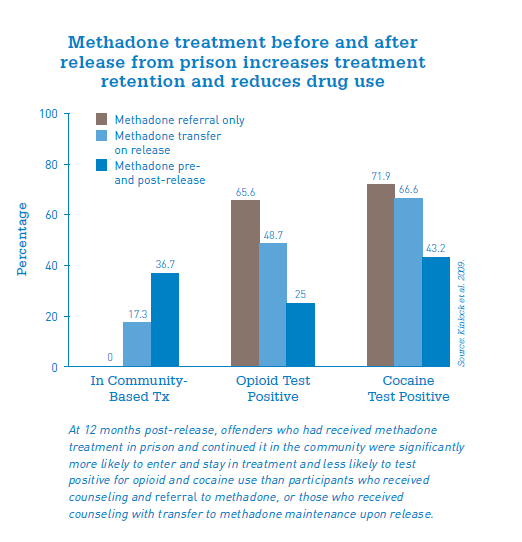 Methadone treatment before and after
release from prison increases treatment
retention and reduces drug use
100
80
60
40
20
0
Percentage
Methadone referral only
Methadone transfer
on release
Methadone pre-
and post-release
0
17.3
36.7
65.6
48.7
25
71.9
66.6
43.2
In Community-
Based Tx
Opioid Test
Positive
Cocaine
Test Positive
Source: Kinlock et al. 2009.
At 12 months post-release, offenders who had received methadone
treatment in prison and continued it in the community were significantly
more likely to enter and stay in treatment and less likely to test
positive for opioid and cocaine use than participants who received
counseling and referral to methadone, or those who received
counseling with transfer to methadone maintenance upon release.